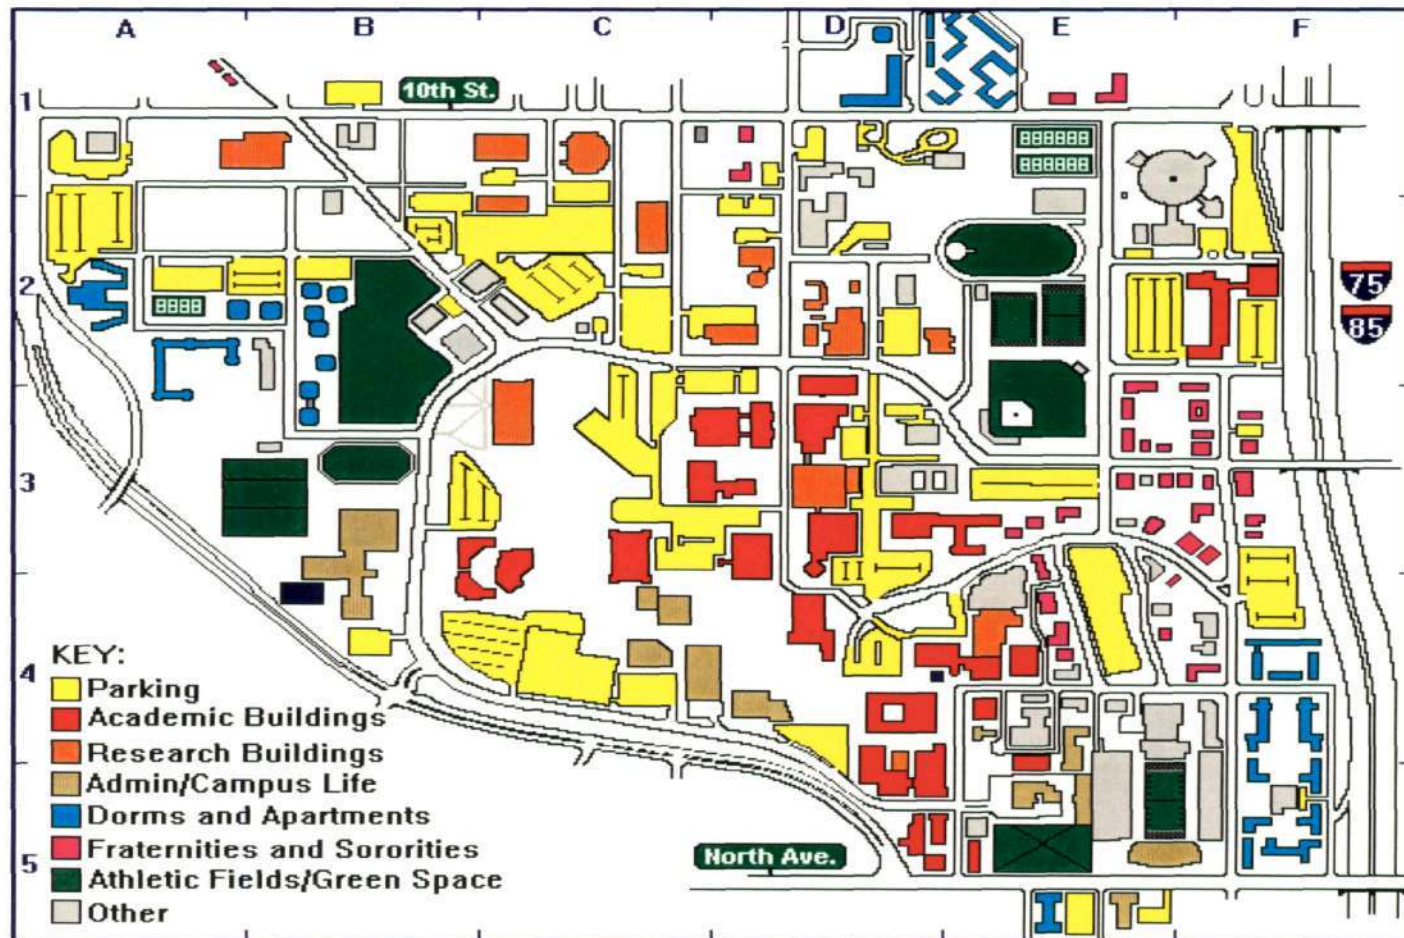 A B C D E F
1
10th St.
2
75
85
3
4
KEY:
Parking
Academic Buildings
Research Buildings
Admin/Campus Life
Dorms and Apartments
Fraternities and Sororities
5
North Ave.
Athletic Fields/Green Space
Other